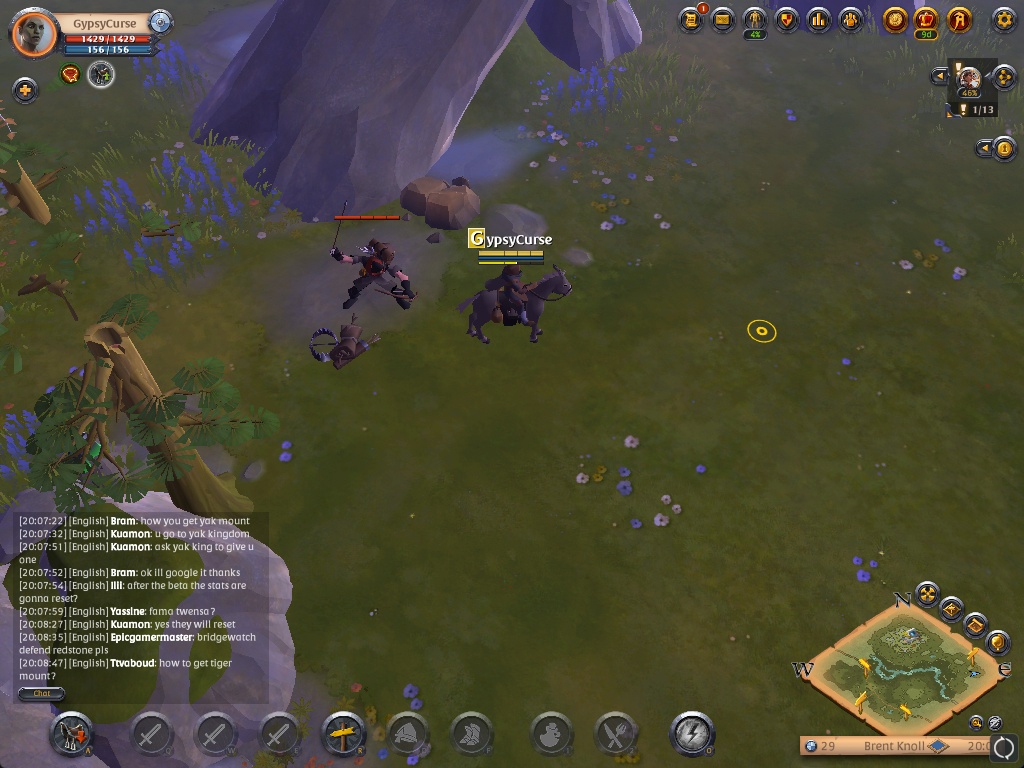 GypsyCurse
1429 / 1429
156 / 156
1
4%
9d
46%
1/13
1
GypsyCurse
[20:07:22] [English] Bram: how you get yak mount
[20:07:32] [English] Kuamon: u go to yak kingdom
[20:07:51] [English] Kuamon: ask yak king to give u
one
[20:07:52] [English] Bram: ok ill google it thanks
[20:07:54] [English] Illi: after the beta the stats are
gonna reset?
[20:07:59] [English] Yassine: fama twensa?
[20:08:27] [English] Kuamon: yes they will reset
[20:08:35] [English] Epicgamermaster: bridgewatch
defend redstone pls
[20:08:47] [English] Ttvaboud: how to get tiger
mount?
Chat
N
W
E
A
W
E
R
29
Brent Knoll
20:0